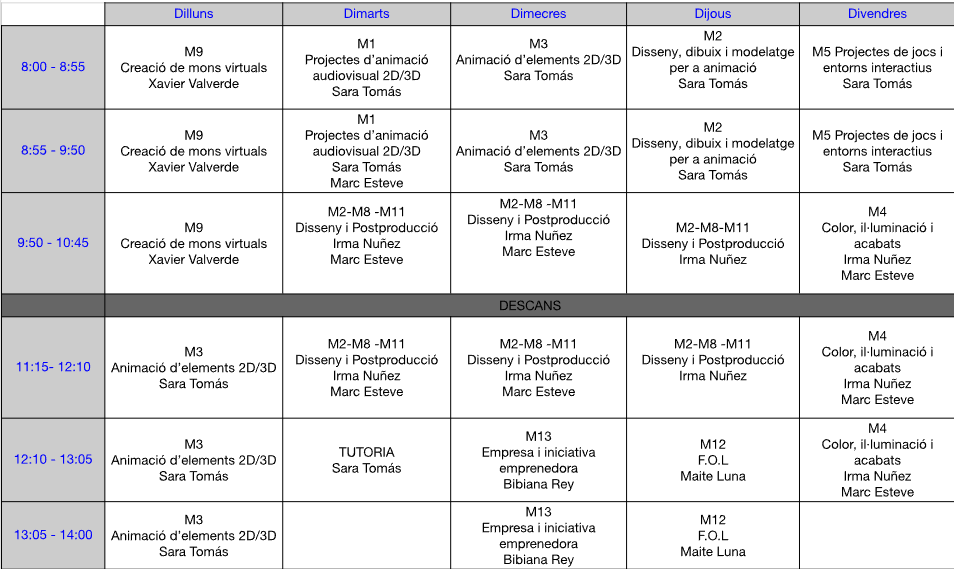 Dilluns Dimarts Dimecres Dijous Divendres
8:00 - 8:55
M9
Creació de mons virtuals
Xavier Valverde
M1
Projectes d'animació
audiovisual 2D/3D
Sara Tomás
M3
Animació d'elements 2D/3D
Sara Tomás
M2
Disseny, dibuix i modelatge
per a animació
Sara Tomás
M5 Projectes de jocs i
entorns interactius
Sara Tomás
8:55 - 9:50
M9
Creació de mons virtuals
Xavier Valverde
M1
Projectes d'animació
audiovisual 2D/3D
Sara Tomás
Marc Esteve
M3
Animació d'elements 2D/3D
Sara Tomás
M2
Disseny, dibuix i modelatge
per a animació
Sara Tomás
M5 Projectes de jocs i
entorns interactius
Sara Tomás
9:50 - 10:45
M9
Creació de mons virtuals
Xavier Valverde
M2-M8 -M11
Disseny i Postproducció
Irma Nuñez
Marc Esteve
M2-M8 -M11
Disseny i Postproducció
Irma Nuñez
Marc Esteve
M2-M8-M11
Disseny i Postproducció
Irma Nuñez
M4
Color, il·luminació i
acabats
Irma Nuñez
Marc Esteve
DESCANS
11:15- 12:10
M3
Animació d'elements 2D/3D
Sara Tomás
M2-M8 -M11
Disseny i Postproducció
Irma Nuñez
Marc Esteve
M2-M8 -M11
Disseny i Postproducció
Irma Nuñez
Marc Esteve
M2-M8 -M11
Disseny i Postproducció
Irma Nuñez
M4
Color, il·luminació i
acabats
Irma Nuñez
Marc Esteve
12:10 - 13:05
M3
Animació d'elements 2D/3D
Sara Tomás
TUTORIA
Sara Tomás
M13
Empresa i iniciativa
emprenedora
Bibiana Rey
M12
F.O.L
Maite Luna
M4
Color, il·luminació i
acabats
Irma Nuñez
Marc Esteve
13:05 - 14:00
M3
Animació d'elements 2D/3D
Sara Tomás
M13
Empresa i iniciativa
emprenedora
Bibiana Rey
M12
F.O.L
Maite Luna